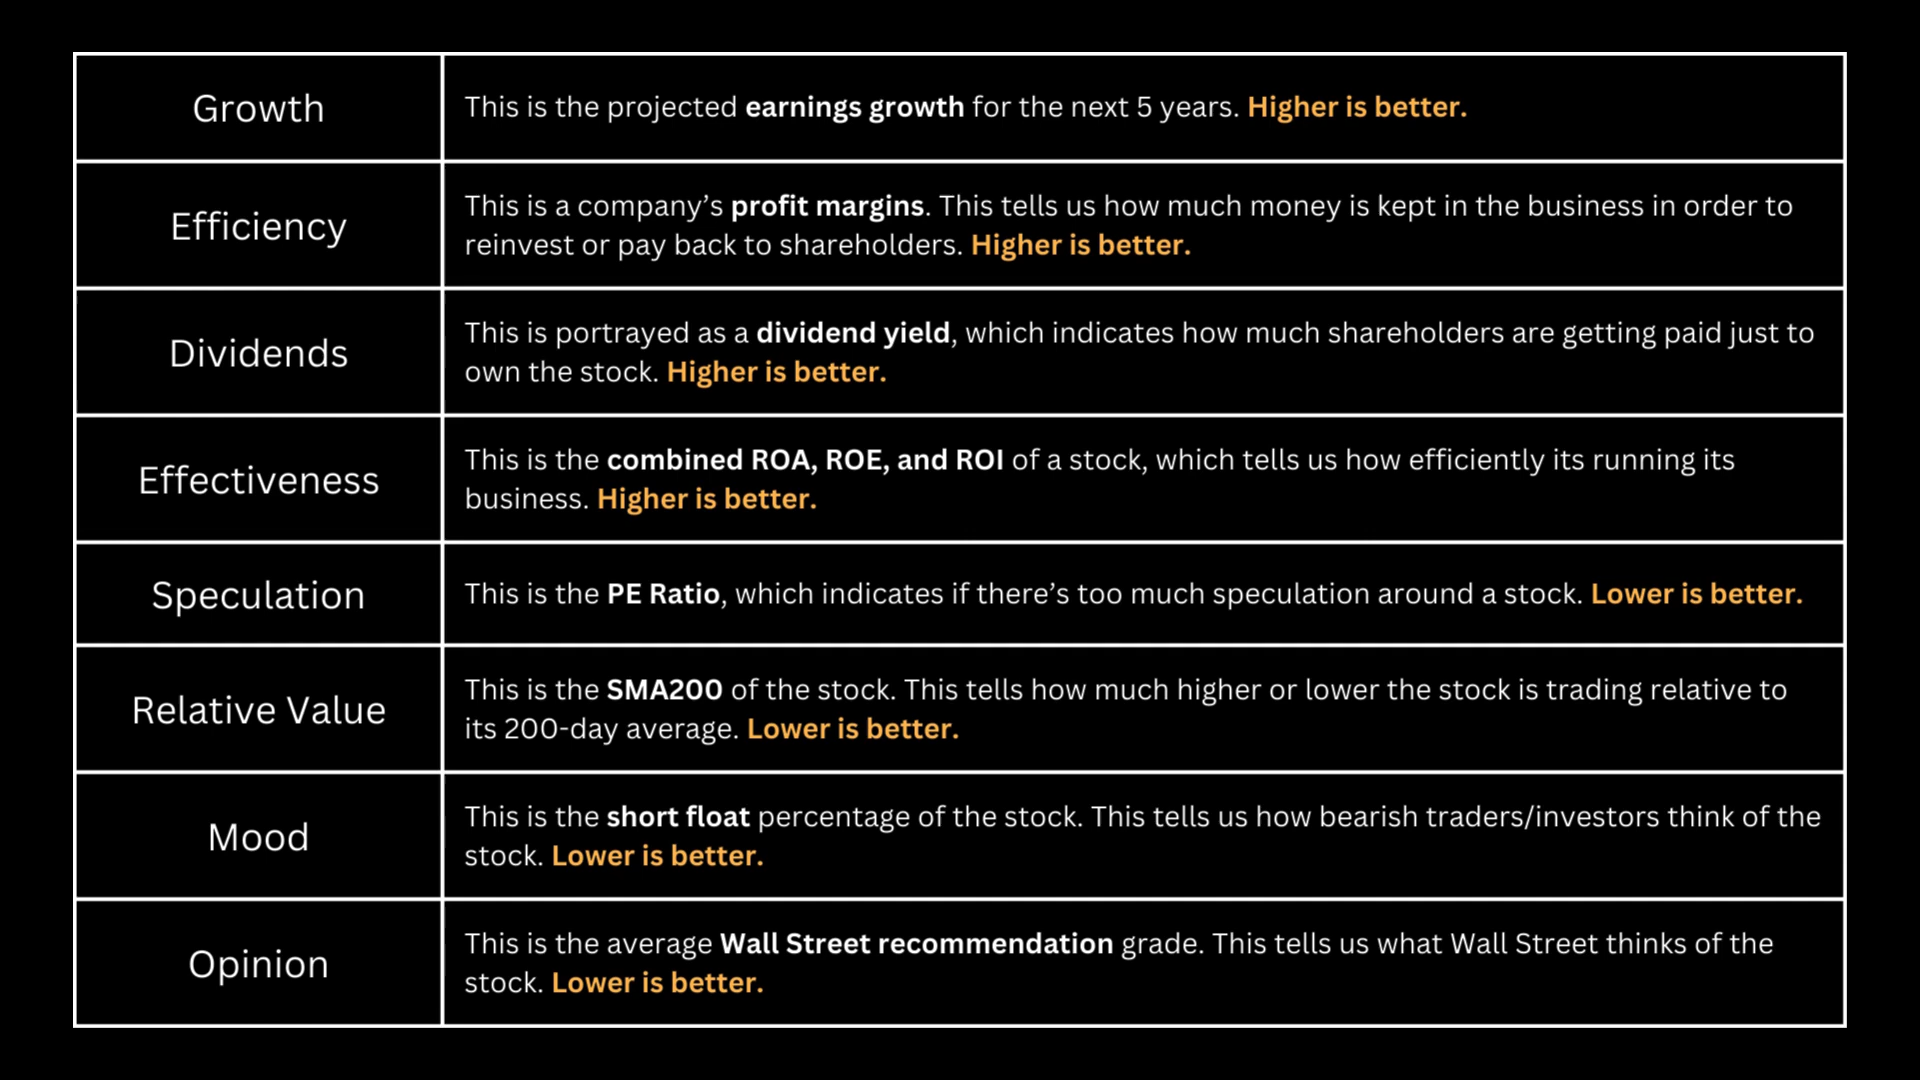 Growth
This is the projected earnings growth for the next 5 years. Higher is better.
Efficiency
This is a company’s profit margins. This tells us how much money is kept in the business in order to
reinvest or pay back to shareholders. Higher is better.
Dividends
This is portrayed as a dividend yield, which indicates how much shareholders are getting paid just to
own the stock. Higher is better.
Effectiveness
This is the combined ROA, ROE, and ROI of a stock, which tells us how efficiently its running its
business. Higher is better.
Speculation
This is the PE Ratio, which indicates if there’s too much speculation around a stock. Lower is better.
Relative Value
This is the SMA200 of the stock. This tells how much higher or lower the stock is trading relative to
its 200-day average. Lower is better.
Mood
This is the short float percentage of the stock. This tells us how bearish traders/investors think of the
stock. Lower is better.
Opinion
This is the average Wall Street recommendation grade. This tells us what Wall Street thinks of the
stock. Lower is better.